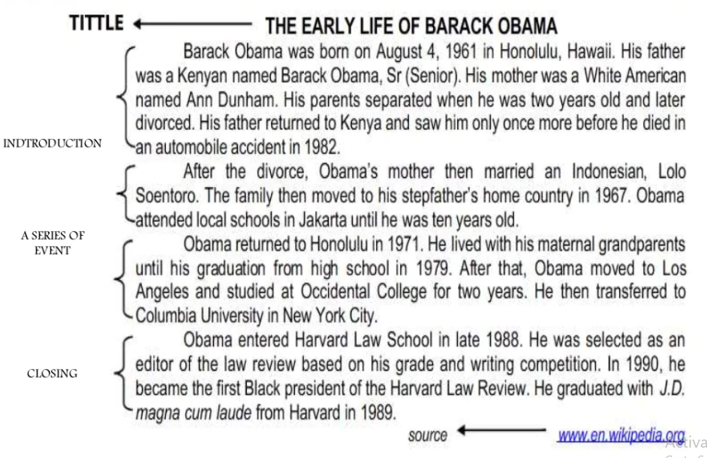 TITTLE THE EARLY LIFE OF BARACK OBAMA
Barack Obama was born on August 4, 1961 in Honolulu, Hawaii. His father
was a Kenyan named Barack Obama, Sr (Senior). His mother was a White American
named Ann Dunham. His parents separated when he was two years old and later
divorced. His father returned to Kenya and saw him only once more before he died in
INDTRODUCTION
an automobile accident in 1982.
After the divorce, Obama's mother then married an Indonesian, Lolo
Soentoro. The family then moved to his stepfather's home country in 1967. Obama
attended local schools in Jakarta until he was ten years old.
A SERIES OF
EVENT
Obama returned to Honolulu in 1971. He lived with his maternal grandparents
until his graduation from high school in 1979. After that, Obama moved to Los
Angeles and studied at Occidental College for two years. He then transferred to
Columbia University in New York City.
Obama entered Harvard Law School in late 1988. He was selected as an
editor of the law review based on his grade and writing competition. In 1990, he
CLOSING
became the first Black president of the Harvard Law Review. He graduated with J.D.
magna cum laude from Harvard in 1989.
source www.en.wikipedia.org